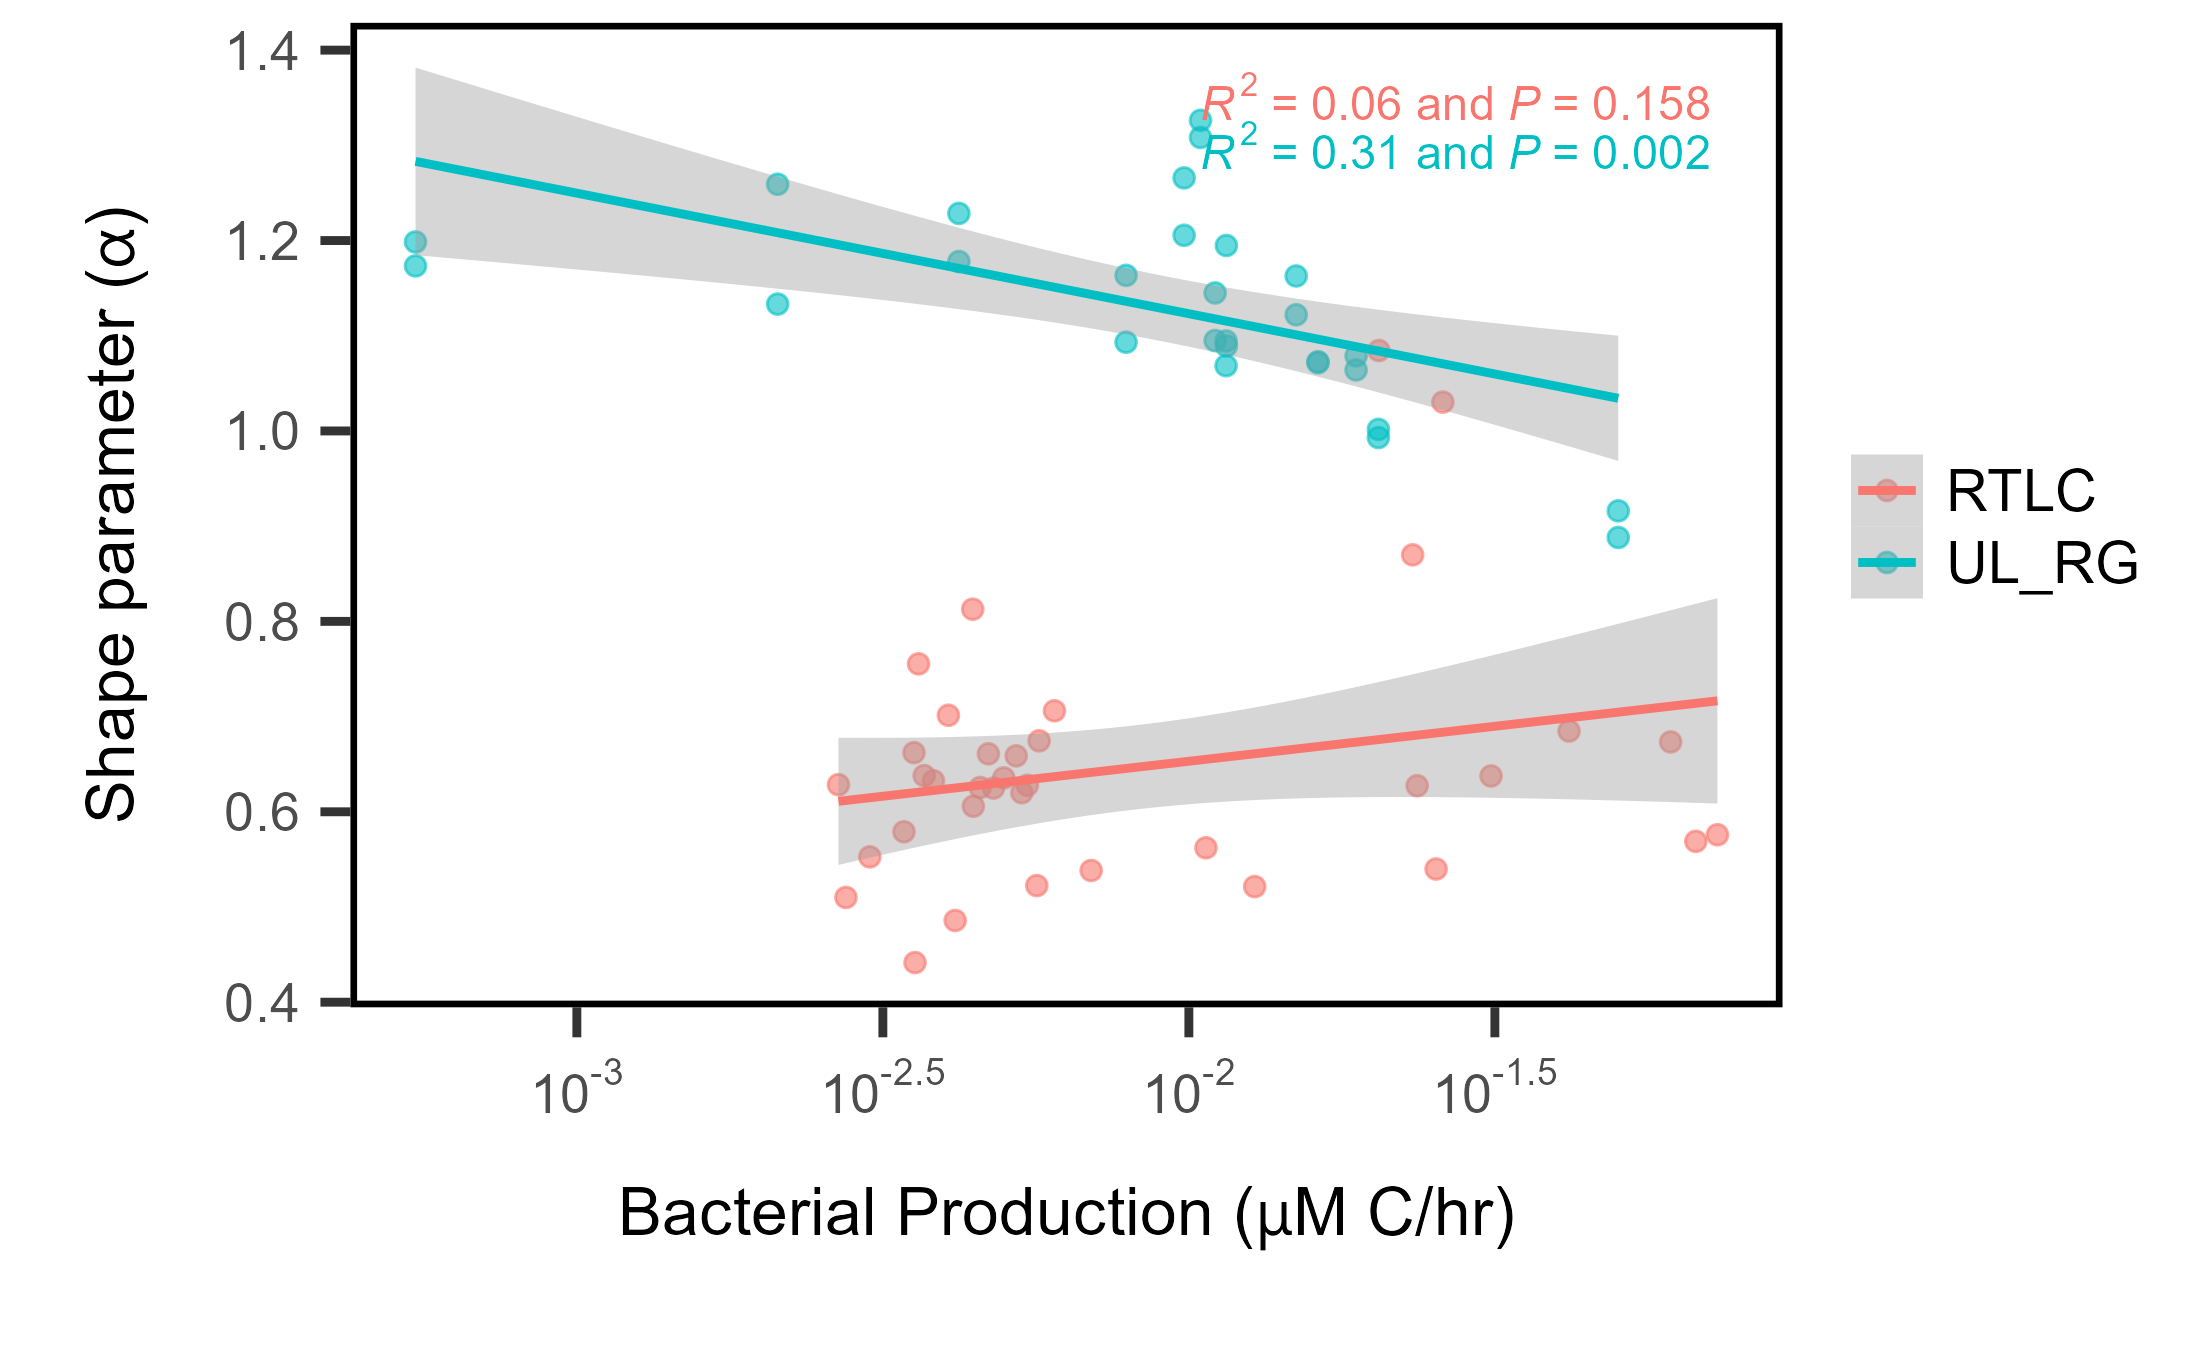 R² = 0.06 and P = 0.158
R² = 0.31 and P = 0.002
1.4
1.2
1.0
0.8
0.6
0.4
Shape parameter (α)
10⁻³ 10⁻²·⁵ 10⁻² 10⁻¹·⁵
Bacterial Production (μM C/hr)
RTLC
UL_RG